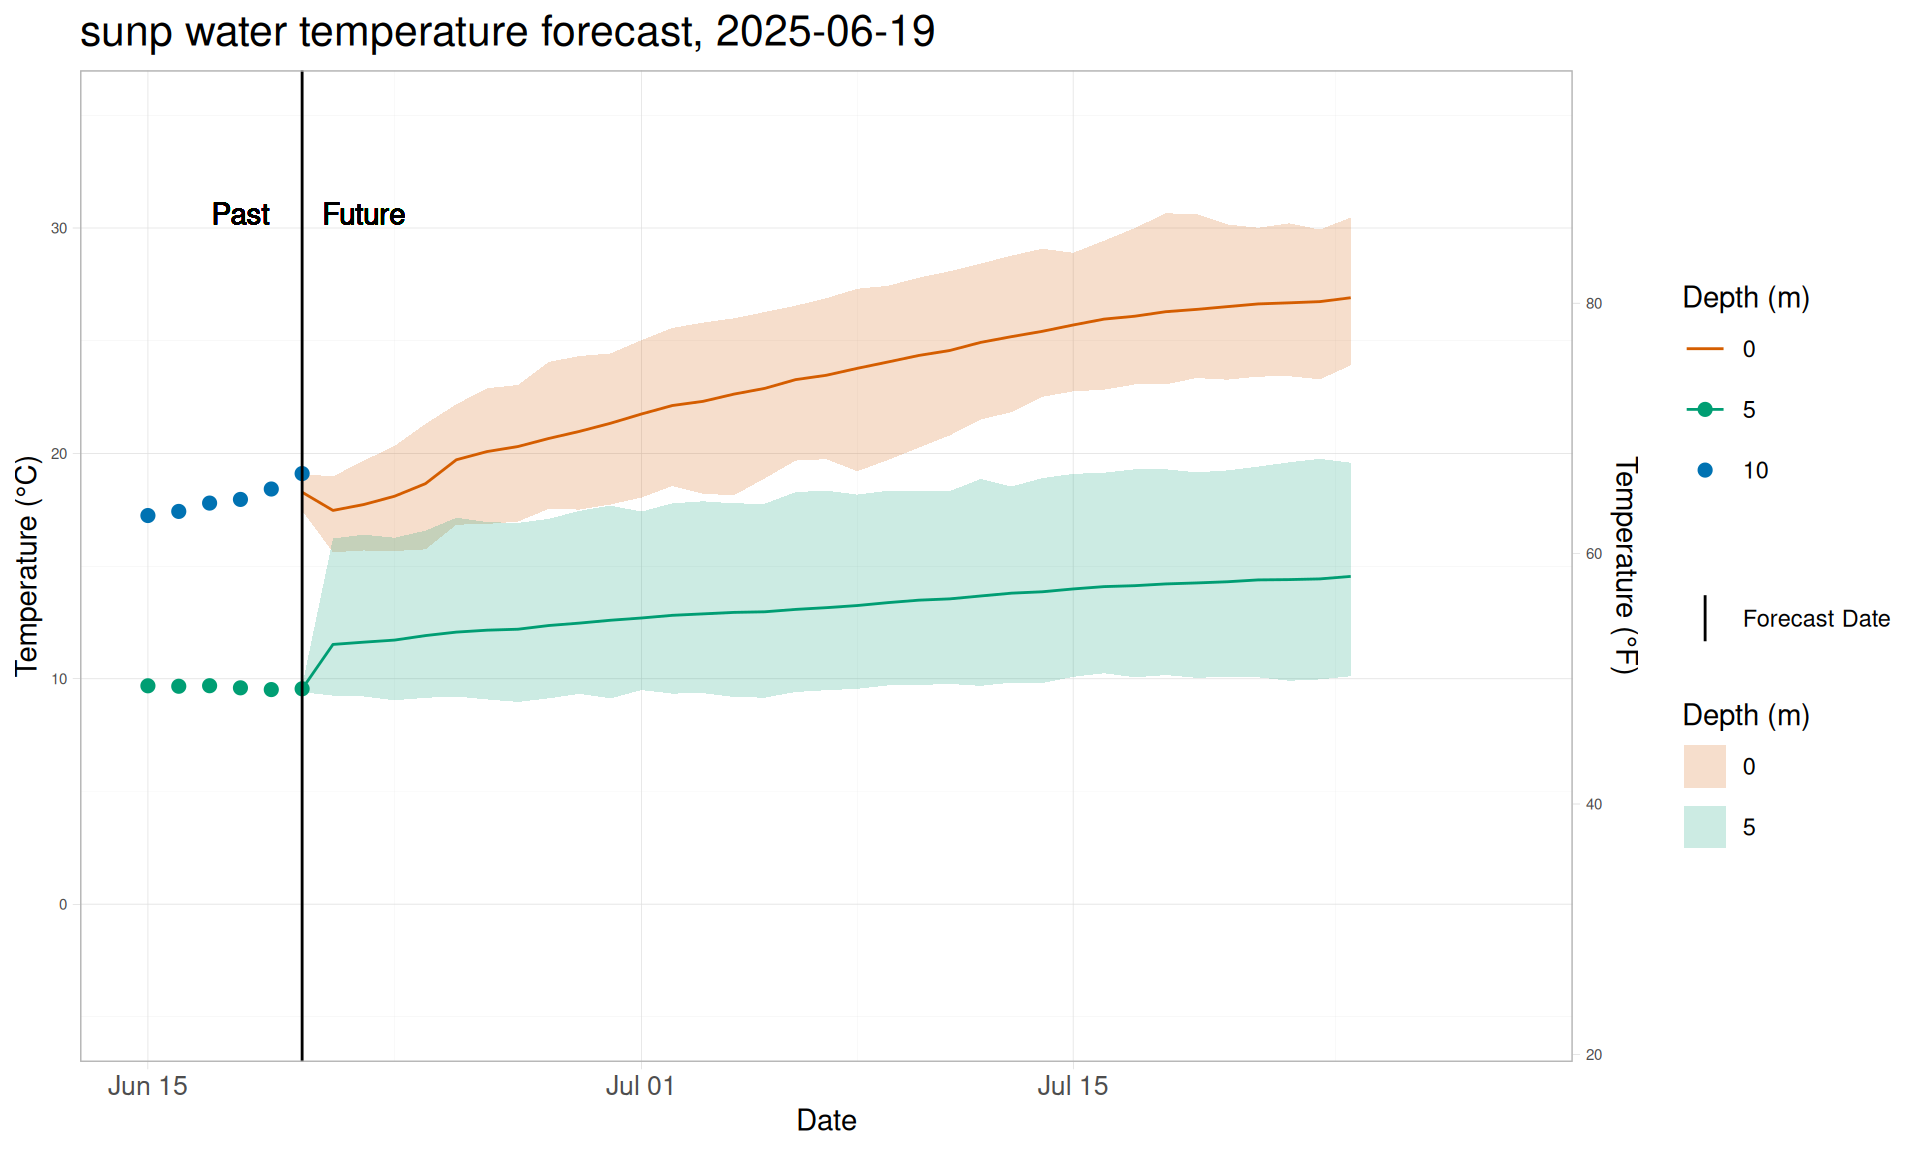 sunp water temperature forecast, 2025-06-19
Past
Future
30
20
10
0
Temperature (°C)
80
60
40
20
Temperature (°F)
Jun 15
Jul 01
Jul 15
Date
Depth (m)
0
5
10
Forecast Date
Depth (m)
0
5